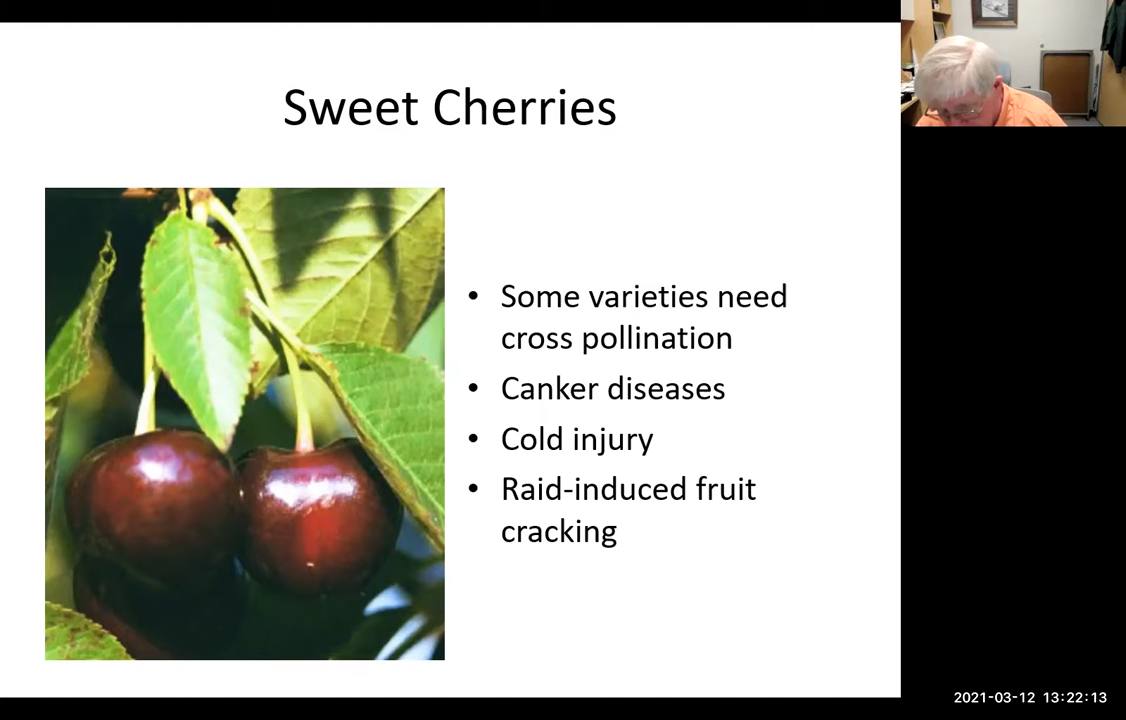 Sweet Cherries
• Some varieties need
cross pollination
• Canker diseases
• Cold injury
• Raid-induced fruit
cracking
2021-03-12 13:22:13